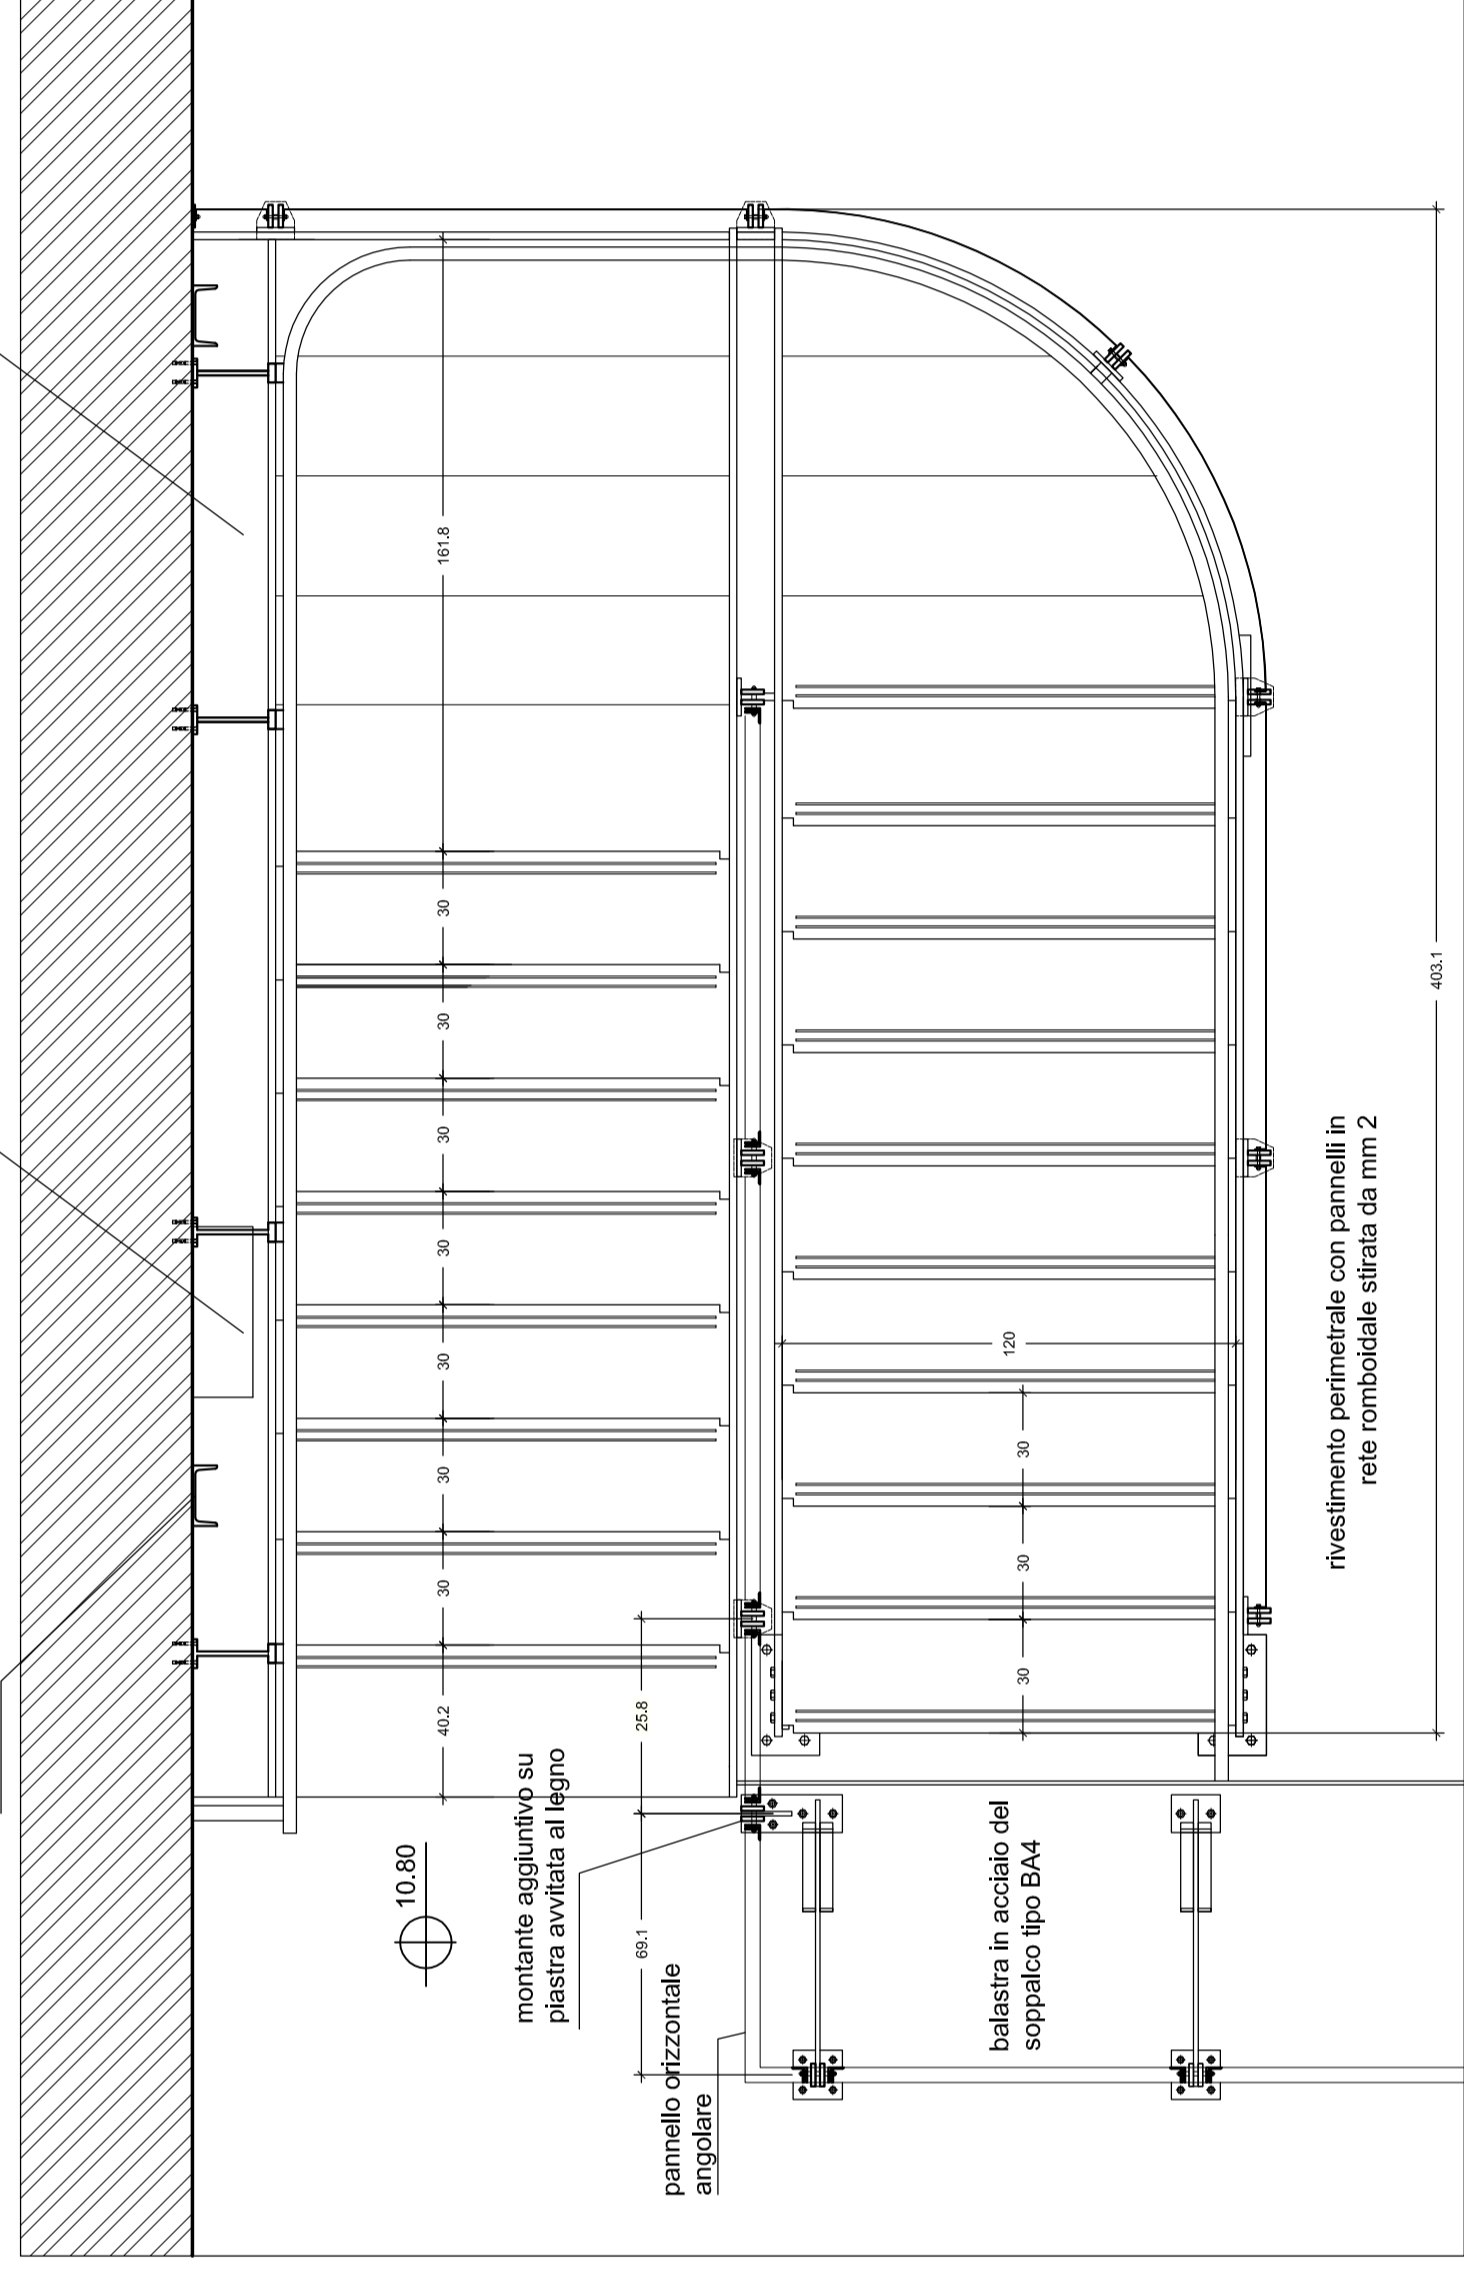 161.8
30
30
30
30
30
30
30
40.2
10.80
montante aggiuntivo su
piastra avvitata al legno
25.8
69.1
pannello orizzontale
angolare
120
30
30
30
balastra in acciaio del
soppalco tipo BA4
rivestimento perimetrale con pannelli in
rete romboidale stirata da mm 2
403.1